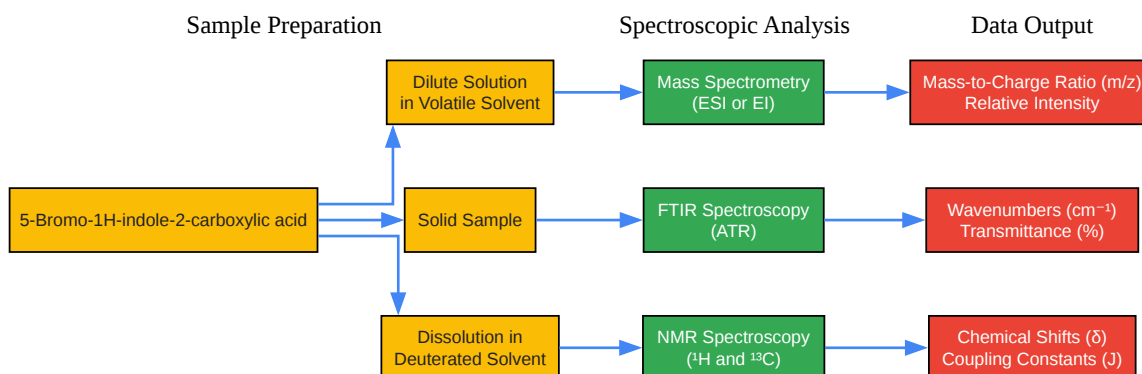 Sample Preparation
Spectroscopic Analysis
Data Output
Dilute Solution
in Volatile Solvent
Mass Spectrometry
(ESI or EI)
Mass-to-Charge Ratio (m/z)
Relative Intensity
5-Bromo-1H-indole-2-carboxylic acid
Solid Sample
FTIR Spectroscopy
(ATR)
Wavenumbers (cm⁻¹)
Transmittance (%)
Dissolution in
Deuterated Solvent
NMR Spectroscopy
(¹H and ¹³C)
Chemical Shifts (δ)
Coupling Constants (J)